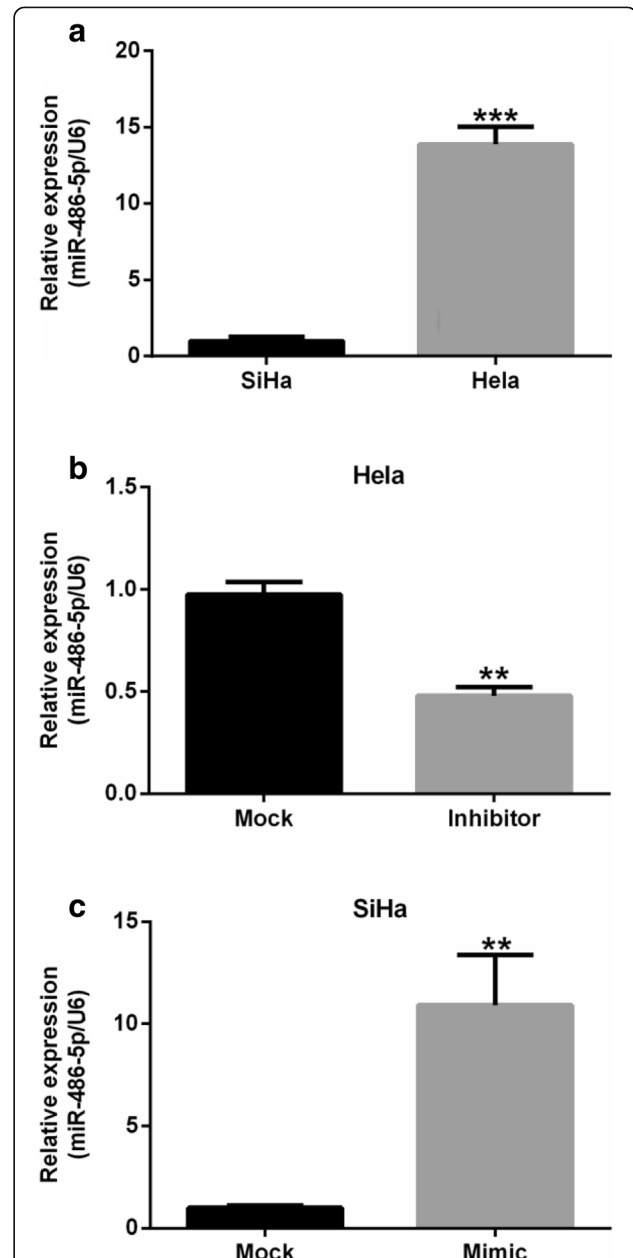 a
20
15
10
5
0
Relative expression
(miR-486-5p/U6)
***
SiHa Hela
b
Hela
1.5
1.0
0.5
0.0
Relative expression
(miR-486-5p/U6)
**
Mock Inhibitor
c
SiHa
15
10
5
0
Relative expression
(miR-486-5p/U6)
**
Mock Mimic